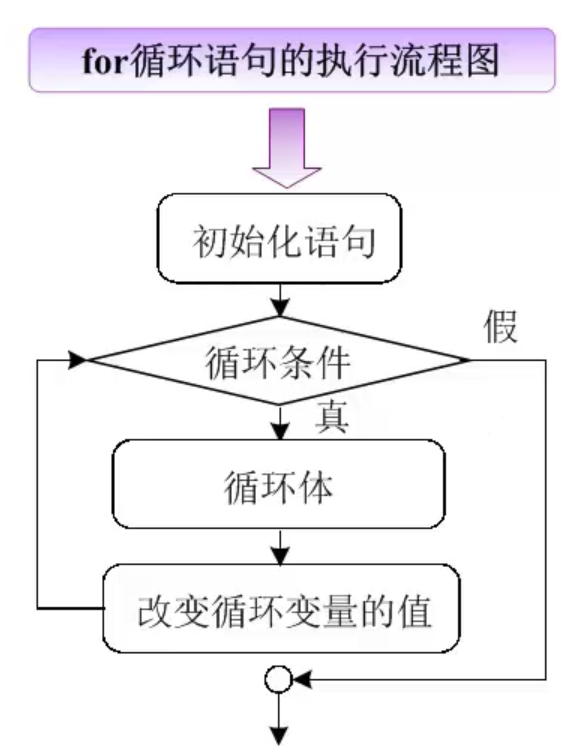 for循环语句的执行流程图
初始化语句
假
循环条件
真
循环体
改变循环变量的值